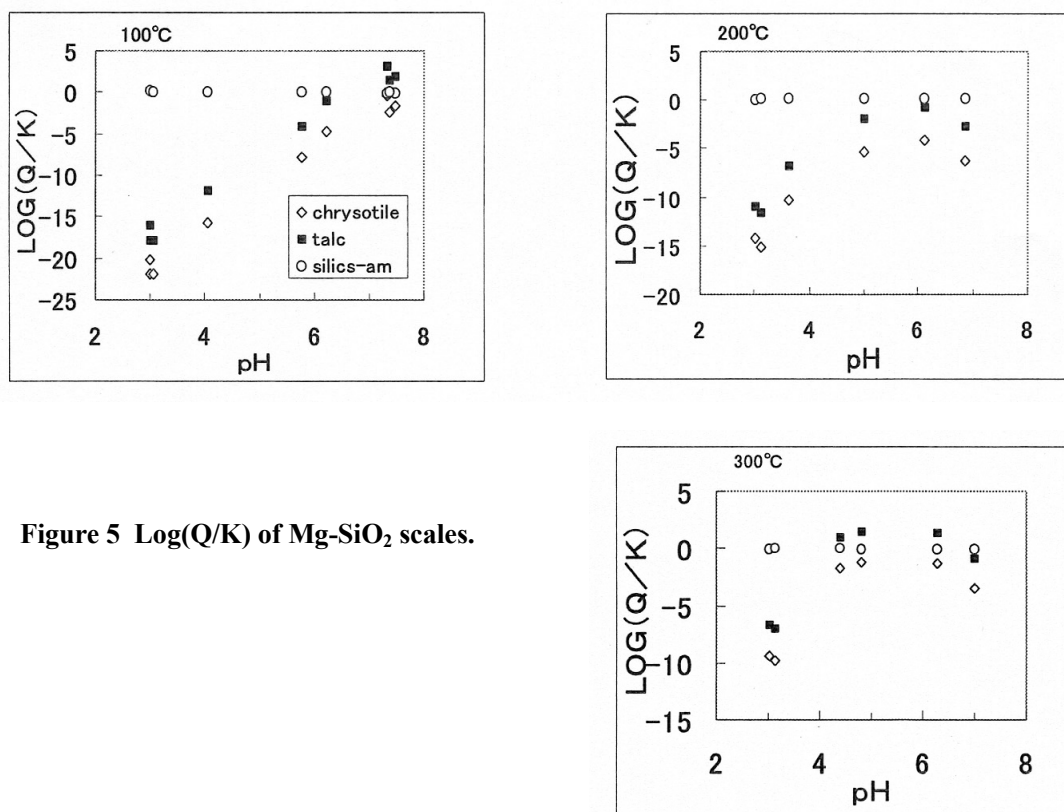 100℃
5
0
-5
-10
-15
-20
-25
LOG(Q/K)
chrysotile
talc
silics-am
2 4 6 8
pH
200℃
5
0
-5
-10
-15
-20
LOG(Q/K)
2 4 6 8
pH
Figure 5 Log(Q/K) of Mg-SiO₂ scales.
300℃
5
0
-5
-10
-15
LOG(Q/K)
2 4 6 8
pH